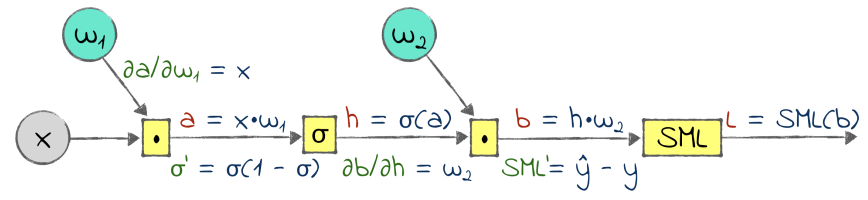 ω₁
ω₂
∂a/∂ω₁ = x
x
•
a = x•ω₁
σ
h = σ(a)
•
b = h•ω₂
SML
L = SML(b)
σ' = σ(1 - σ)
∂b/∂h = ω₂
SML' = ŷ - y